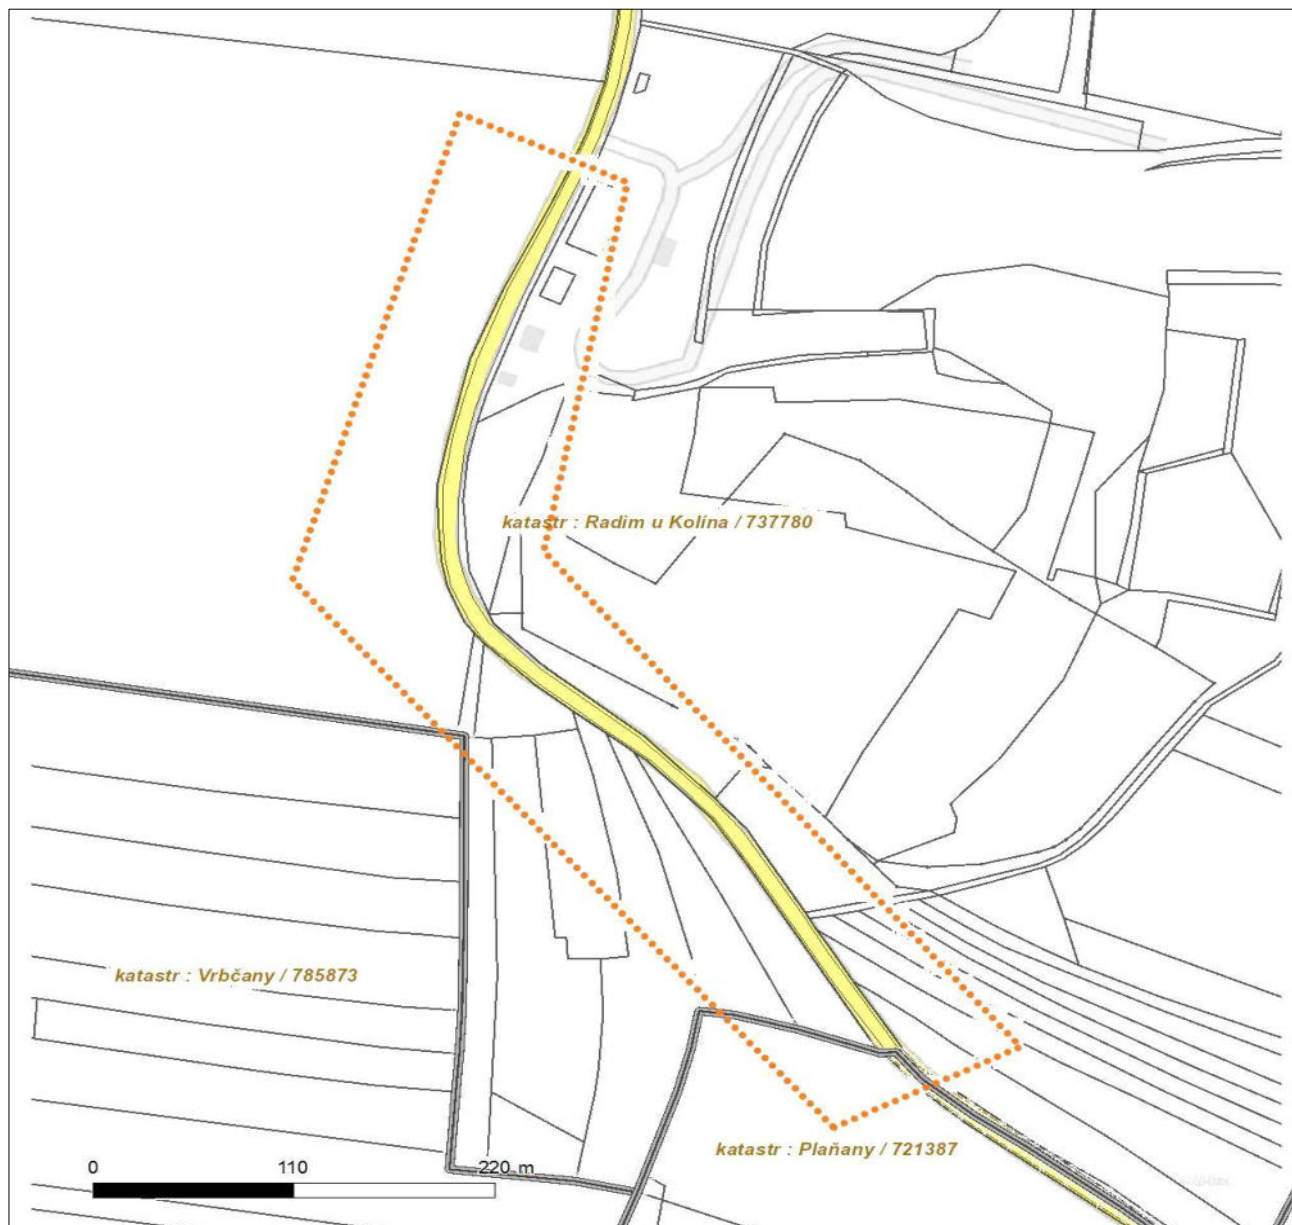 katastr : Radim u Kolína / 737780
katastr : Vrbčany / 785873
katastr : Plaňany / 721387
0 110 220 m